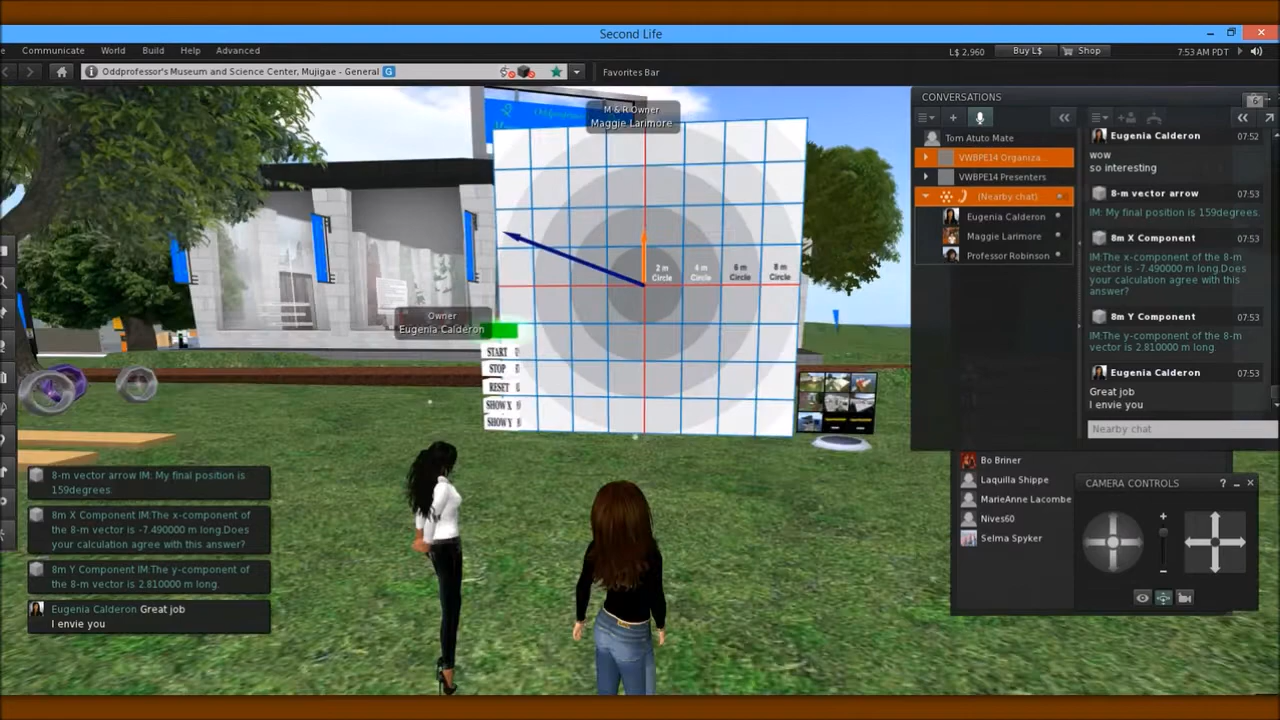 Second Life
e Communicate World Build Help Advanced
L$ 2,960 Buy L$ Shop 7:53 AM PDT
Oddprofessor's Museum and Science Center, Mujigae - General G
Favorites Bar
M & R Owner
Maggie Larimore
2 m Circle
4 m Circle
6 m Circle
8 m Circle
Owner
Eugenia Calderon
START
STOP
RESET
SHOW X
SHOW Y
CONVERSATIONS
6
Tom Atuto Mate
VWBPE14 Organiza...
VWBPE14 Presenters
(Nearby chat)
Eugenia Calderon
Maggie Larimore
Professor Robinson
Eugenia Calderon 07:52
wow
so interesting
8-m vector arrow 07:53
IM: My final position is 159degrees.
8m X Component 07:53
IM:The x-component of the 8-m
vector is -7.490000 m long.Does
your calculation agree with this
answer?
8m Y Component 07:53
IM:The y-component of the 8-m
vector is 2.810000 m long.
Eugenia Calderon 07:53
Great job
I envie you
Nearby chat
Bo Briner
Laquilla Shippe
MarieAnne Lacombe
Nives60
Selma Spyker
CAMERA CONTROLS ?
8-m vector arrow IM: My final position is
159degrees.
8m X Component IM:The x-component of
the 8-m vector is -7.490000 m long.Does
your calculation agree with this answer?
8m Y Component IM:The y-component of
the 8-m vector is 2.810000 m long.
Eugenia Calderon Great job
I envie you